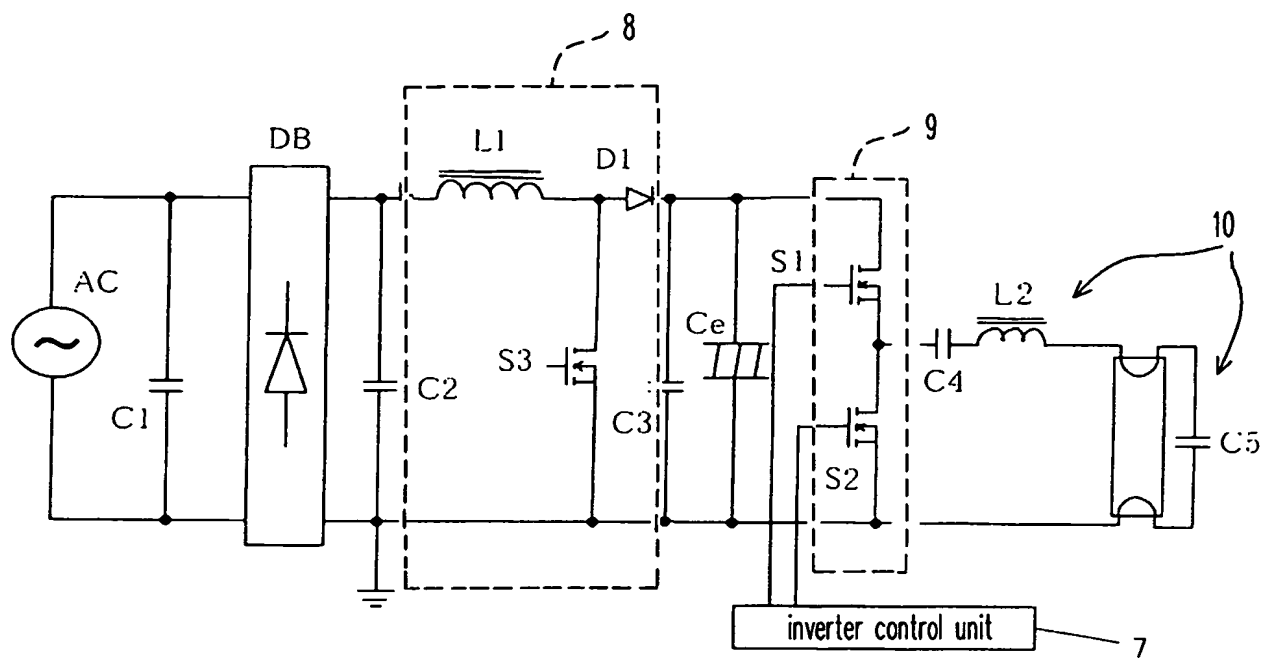 8
DB
L1
D1
9
10
AC
S1
L2
Ce
S3
C1
C2
C3
C4
C5
S2
inverter control unit
7